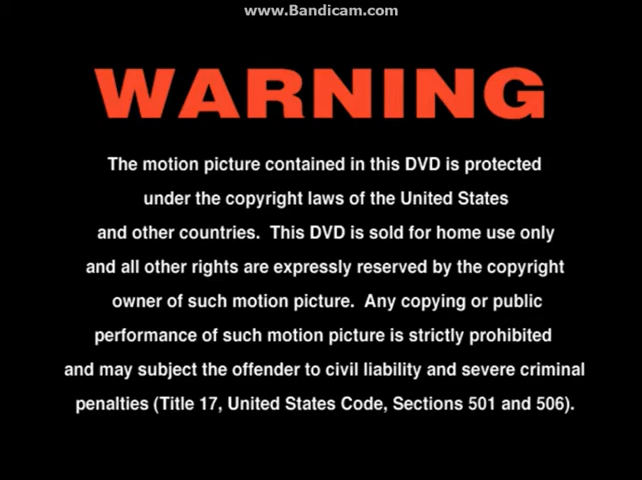 www.Bandicam.com
WARNING
The motion picture contained in this DVD is protected
under the copyright laws of the United States
and other countries.  This DVD is sold for home use only
and all other rights are expressly reserved by the copyright
owner of such motion picture.  Any copying or public
performance of such motion picture is strictly prohibited
and may subject the offender to civil liability and severe criminal
penalties (Title 17, United States Code, Sections 501 and 506).